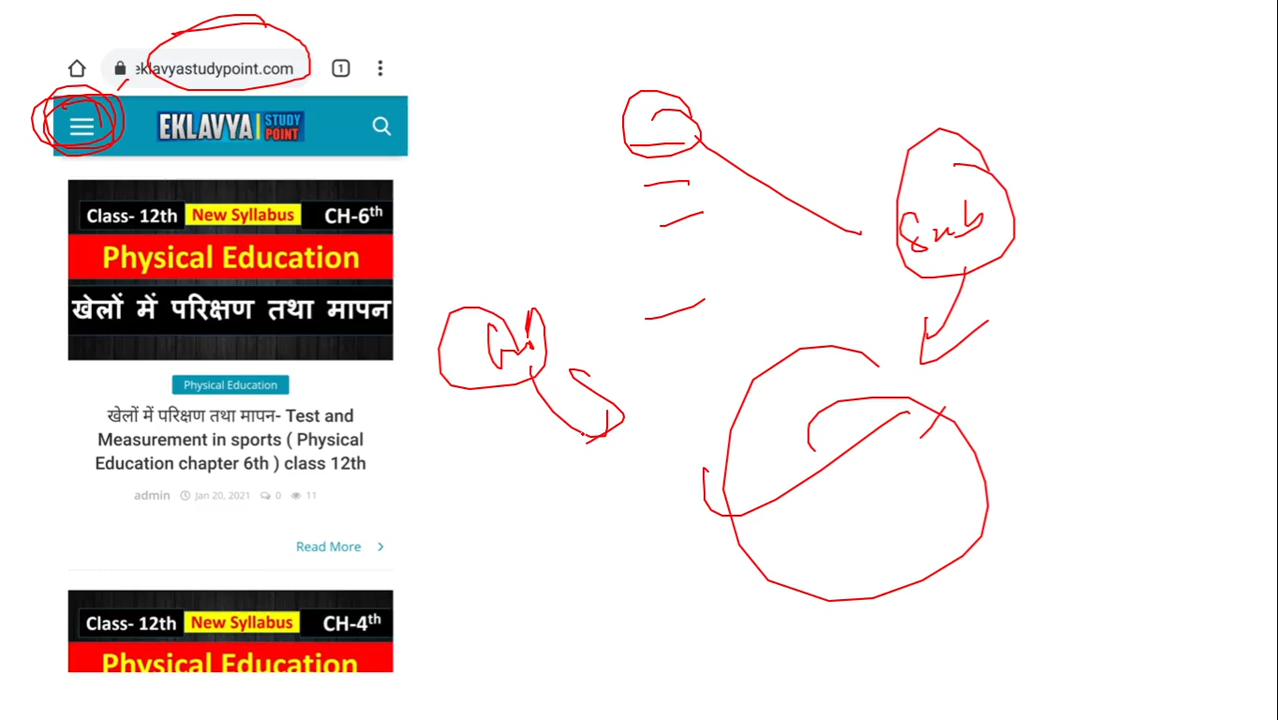 eklavyastudypoint.com
1
EKLAVYA STUDY POINT
Class- 12th New Syllabus CH-6th
Physical Education
खेलों में परिक्षण तथा मापन
Physical Education
खेलों में परिक्षण तथा मापन- Test and
Measurement in sports ( Physical
Education chapter 6th ) class 12th
admin Jan 20, 2021 0 11
Read More
Class- 12th New Syllabus CH-4th
Physical Education
Sub